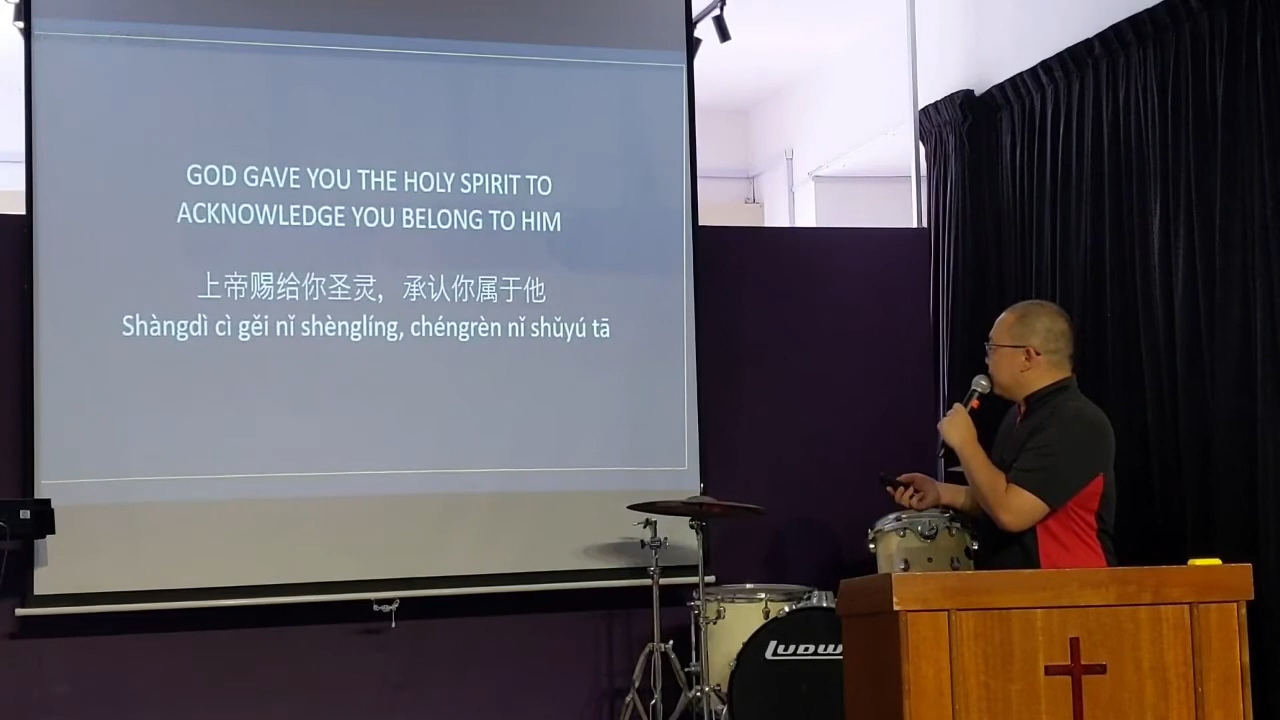 GOD GAVE YOU THE HOLY SPIRIT TO
ACKNOWLEDGE YOU BELONG TO HIM
上帝赐给你圣灵，承认你属于他
Shàngdì cì gěi nǐ shènglíng, chéngrèn nǐ shǔyú tā
LUDW